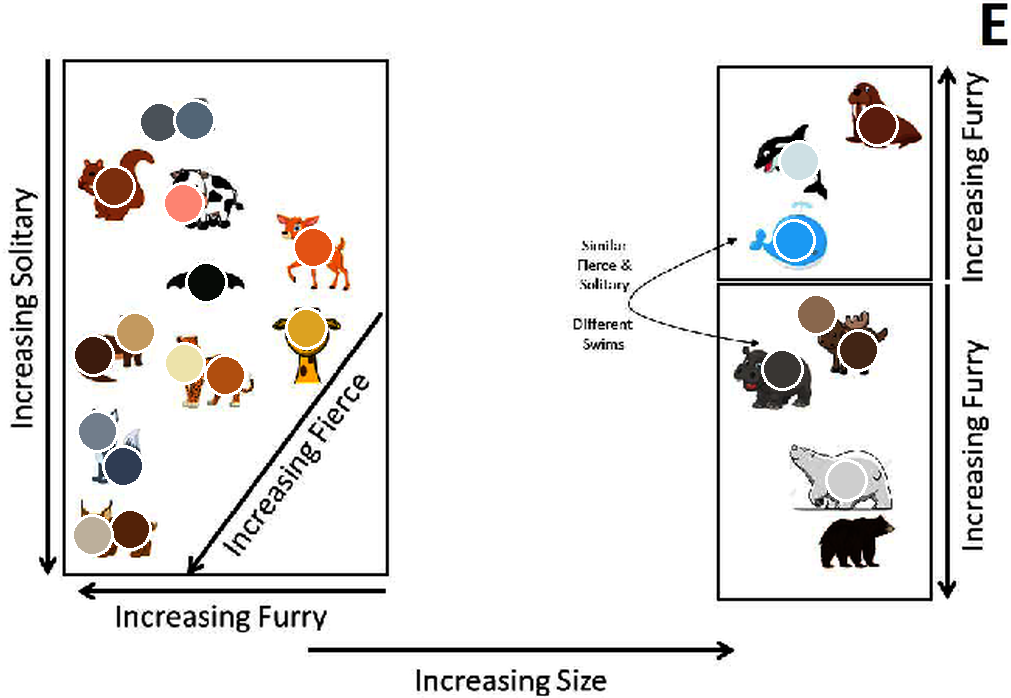 E
Increasing Solitary
Similar
Fierce &
Solitary
Different
Swims
Increasing Furry
Increasing Furry
Increasing Fierce
Increasing Furry
Increasing Size